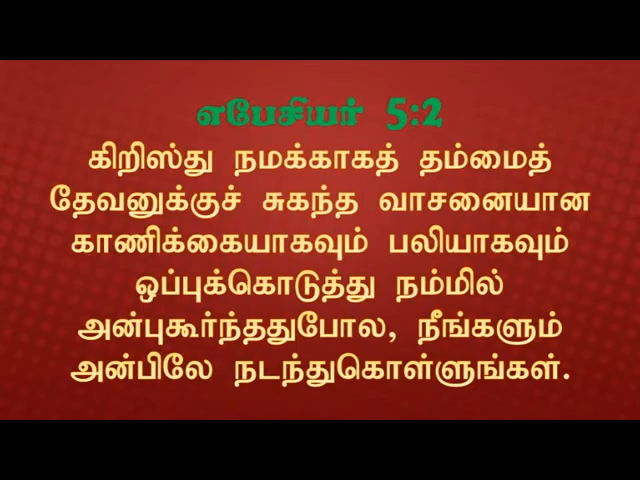 எபேசியர் 5:2
கிறிஸ்து நமக்காகத் தம்மைத்
தேவனுக்குச் சுகந்த வாசனையான
காணிக்கையாகவும் பலியாகவும்
ஒப்புக்கொடுத்து நம்மில்
அன்புகூர்ந்ததுபோல, நீங்களும்
அன்பிலே நடந்துகொள்ளுங்கள்.